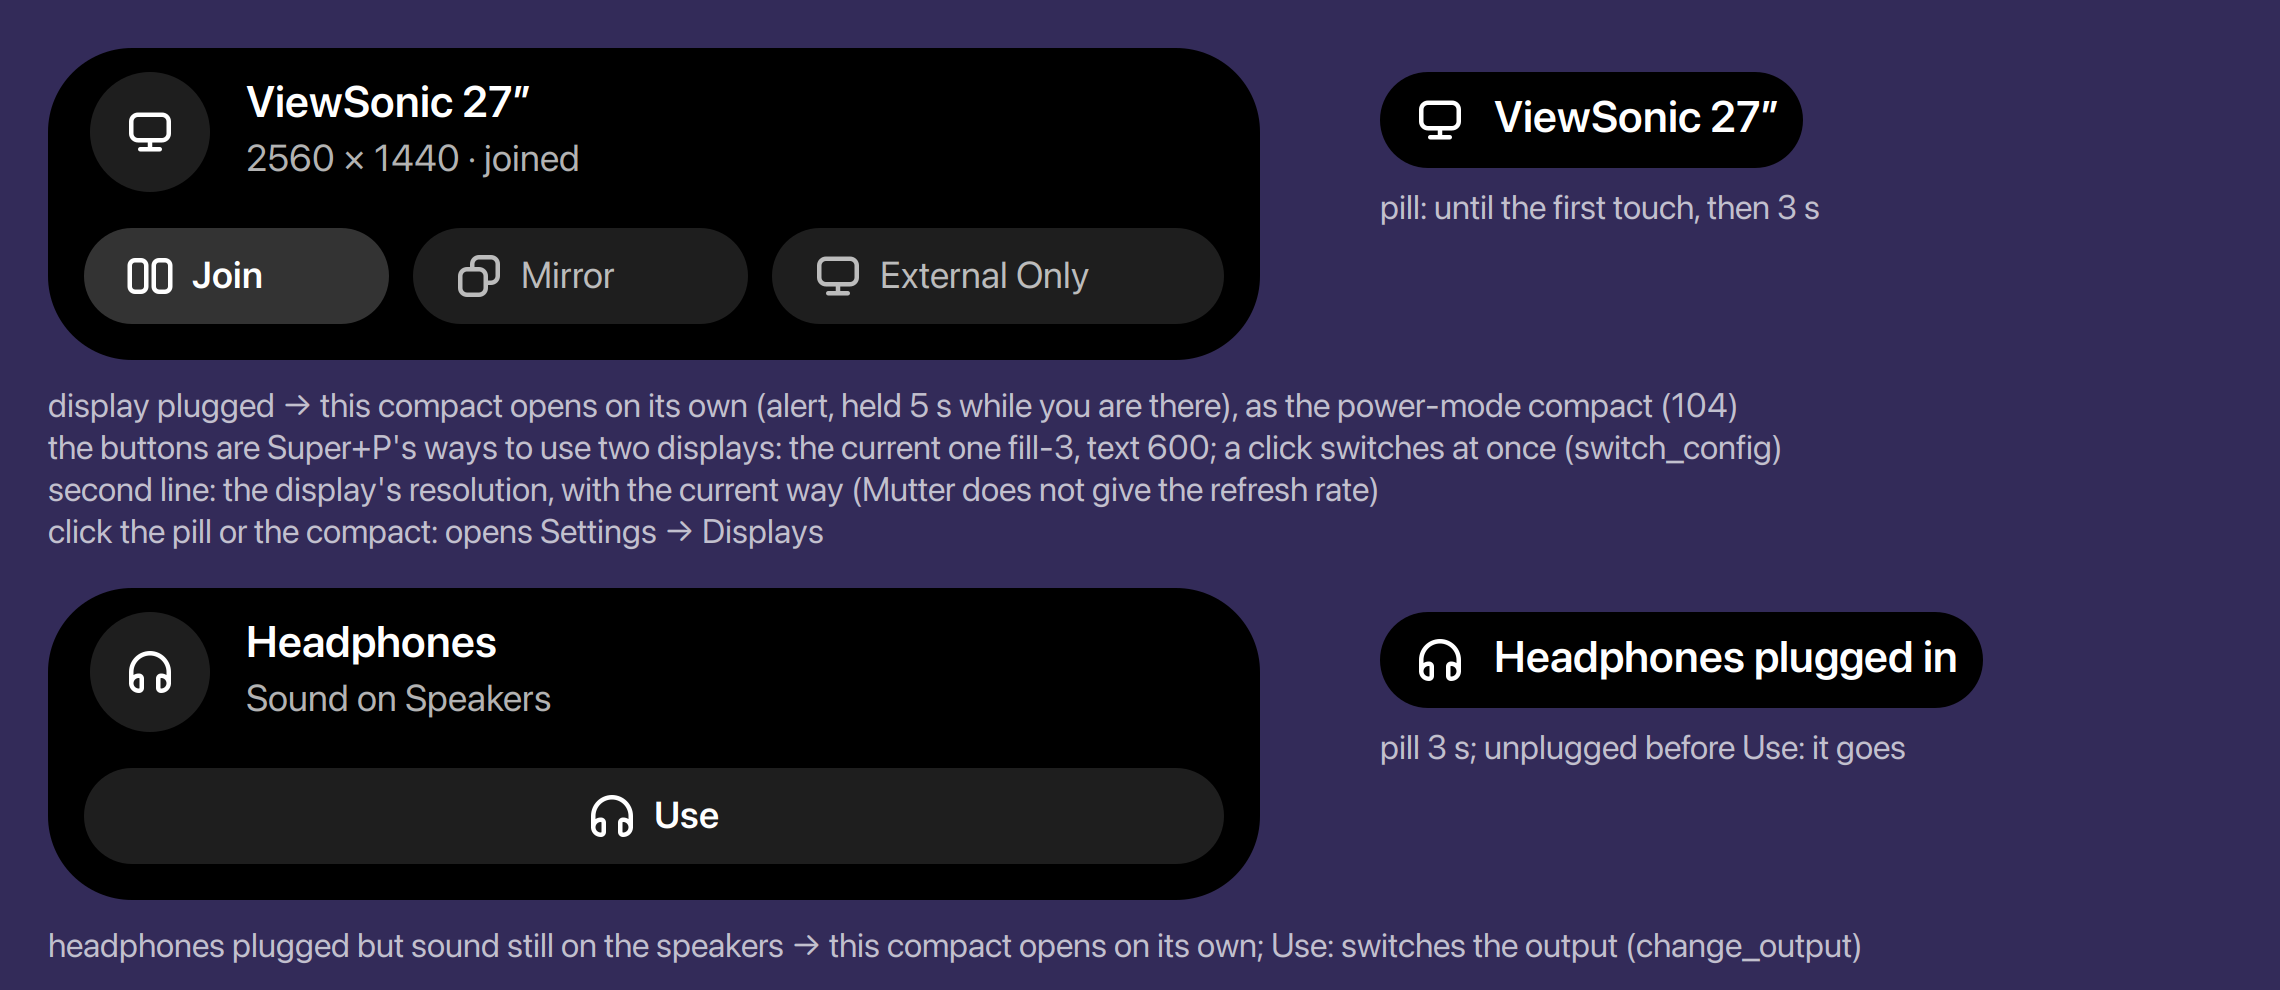 ViewSonic 27″
2560 × 1440 · joined
Join
Mirror
External Only
ViewSonic 27″
pill: until the first touch, then 3 s
display plugged → this compact opens on its own (alert, held 5 s while you are there), as the power-mode compact (104)
the buttons are Super+P's ways to use two displays: the current one fill-3, text 600; a click switches at once (switch_config)
second line: the display's resolution, with the current way (Mutter does not give the refresh rate)
click the pill or the compact: opens Settings → Displays
Headphones
Sound on Speakers
Use
Headphones plugged in
pill 3 s; unplugged before Use: it goes
headphones plugged but sound still on the speakers → this compact opens on its own; Use: switches the output (change_output)